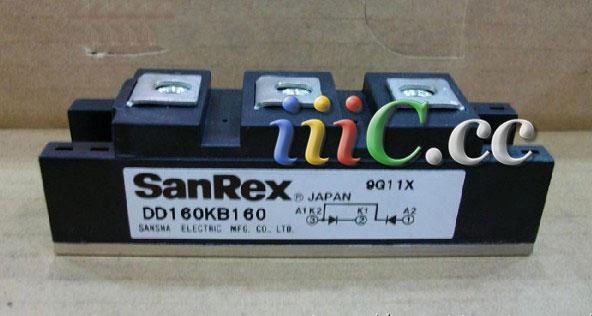 iiiC.cc
SanRex ® JAPAN 9G11X
DD160KB160
A1K2 K1 A2
3 2 1
SANSHA ELECTRIC MFG. CO., LTD.